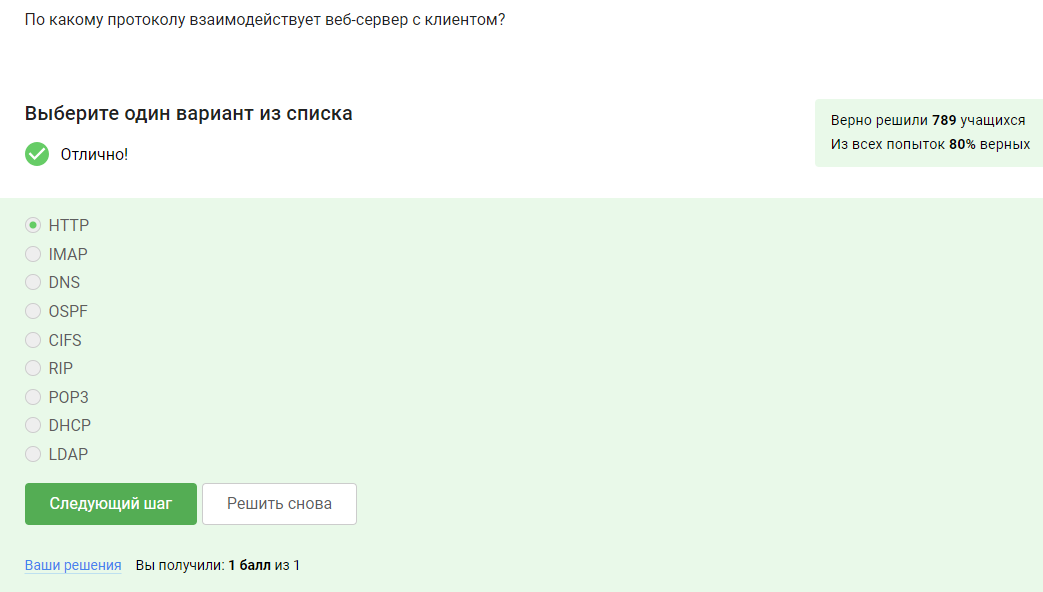 По какому протоколу взаимодействует веб-сервер с клиентом?
Выберите один вариант из списка
Отлично!
Верно решили 789 учащихся
Из всех попыток 80% верных
HTTP
IMAP
DNS
OSPF
CIFS
RIP
POP3
DHCP
LDAP
Следующий шаг
Решить снова
Ваши решения Вы получили: 1 балл из 1